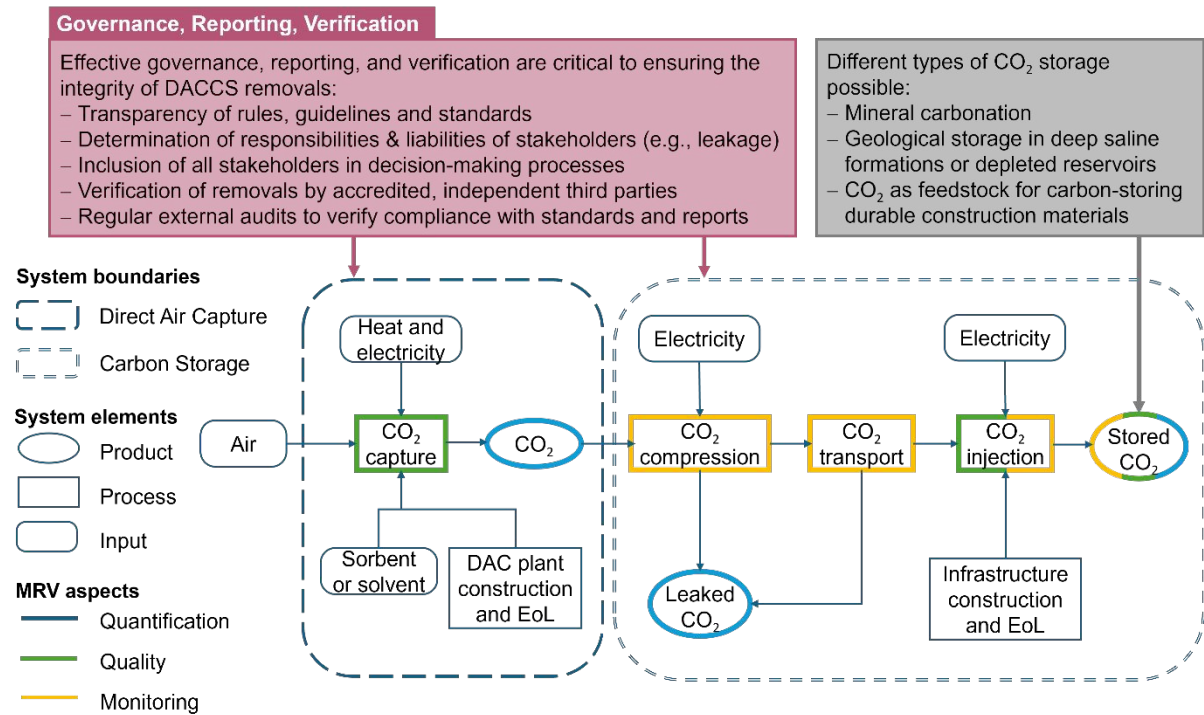 Governance, Reporting, Verification
Effective governance, reporting, and verification are critical to ensuring the
integrity of DACCS removals:
– Transparency of rules, guidelines and standards
– Determination of responsibilities & liabilities of stakeholders (e.g., leakage)
– Inclusion of all stakeholders in decision-making processes
– Verification of removals by accredited, independent third parties
– Regular external audits to verify compliance with standards and reports
Different types of CO₂ storage
possible:
– Mineral carbonation
– Geological storage in deep saline
formations or depleted reservoirs
– CO₂ as feedstock for carbon-storing
durable construction materials
System boundaries
Direct Air Capture
Carbon Storage
System elements
Product
Process
Input
MRV aspects
Quantification
Quality
Monitoring
Heat and
electricity
Air
CO₂
capture
CO₂
Sorbent
or solvent
DAC plant
construction
and EoL
Electricity
CO₂
compression
CO₂
transport
Leaked
CO₂
Electricity
CO₂
injection
Stored
CO₂
Infrastructure
construction
and EoL